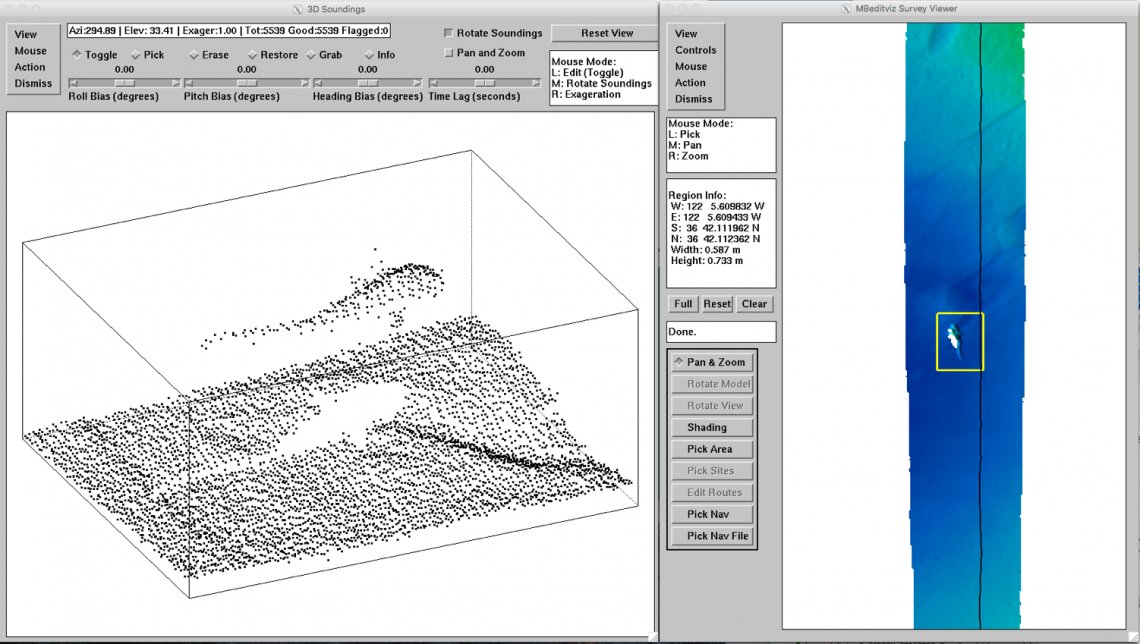 3D Soundings
View
Mouse
Action
Dismiss
Azi:294.89 | Elev: 33.41 | Exager:1.00 | Tot:5539 Good:5539 Flagged:0
Toggle Pick Erase Restore Grab Info
0.00 0.00 0.00 0.00
Roll Bias (degrees) Pitch Bias (degrees) Heading Bias (degrees) Time Lag (seconds)
Rotate Soundings
Pan and Zoom
Reset View
Mouse Mode:
L: Edit (Toggle)
M: Rotate Soundings
R: Exageration
MBeditviz Survey Viewer
View
Controls
Mouse
Action
Dismiss
Mouse Mode:
L: Pick
M: Pan
R: Zoom
Region Info:
W: 122 5.609832 W
E: 122 5.609433 W
S: 36 42.111962 N
N: 36 42.112362 N
Width: 0.587 m
Height: 0.733 m
Full Reset Clear
Done.
Pan & Zoom
Rotate Model
Rotate View
Shading
Pick Area
Pick Sites
Edit Routes
Pick Nav
Pick Nav File